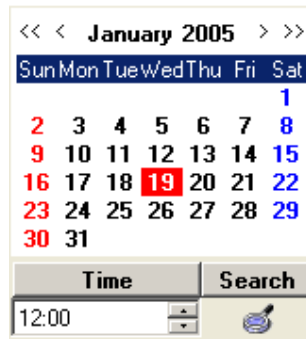 << < January 2005 > >>
Sun Mon Tue Wed Thu Fri Sat
1
2 3 4 5 6 7 8
9 10 11 12 13 14 15
16 17 18 19 20 21 22
23 24 25 26 27 28 29
30 31
Time Search
12:00